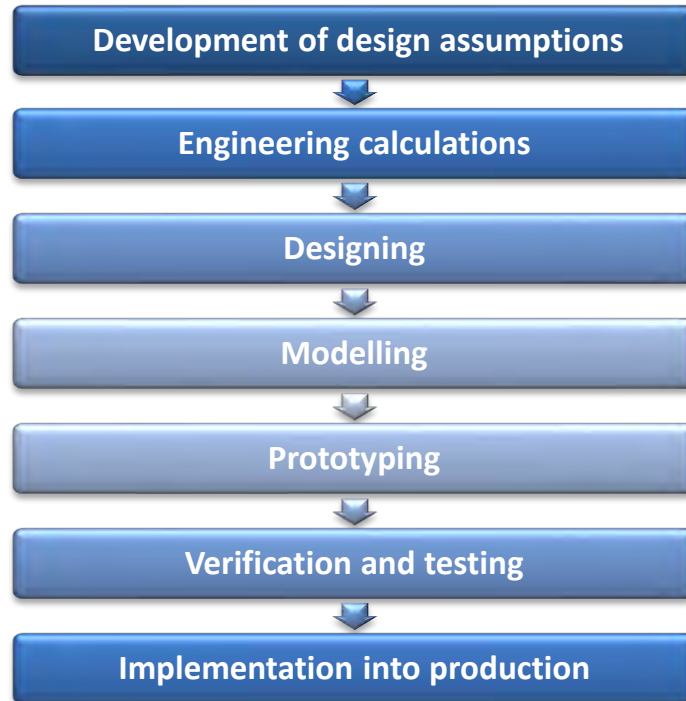 Development of design assumptions
Engineering calculations
Designing
Modelling
Prototyping
Verification and testing
Implementation into production